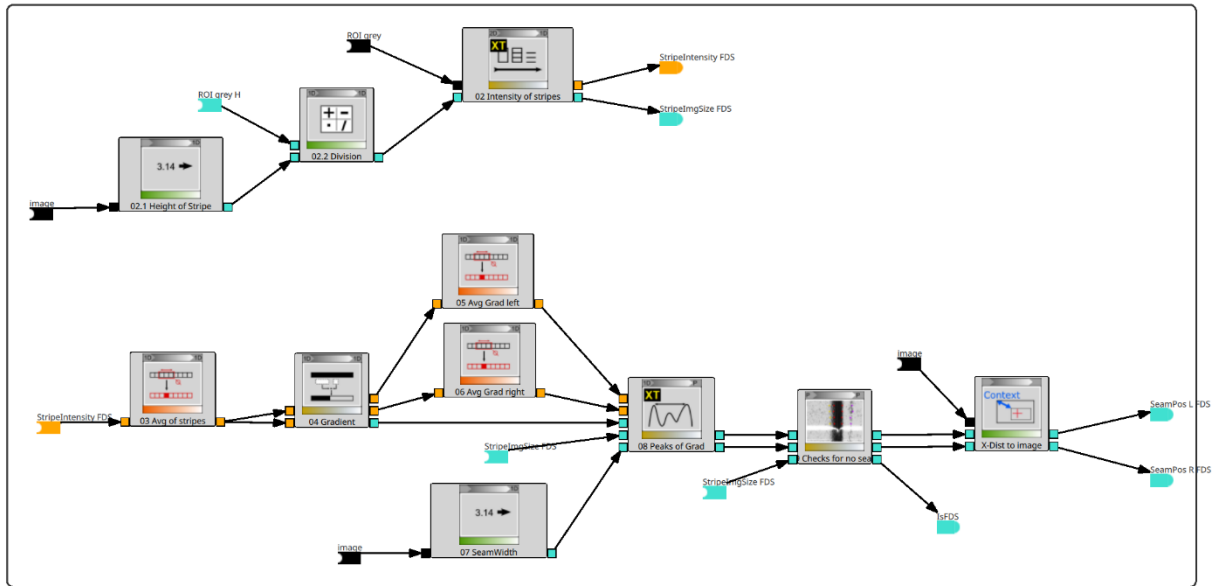 ROI grey
XT
StripeIntensity FDS
02 Intensity of stripes
ROI grey H
StripeImgSize FDS
02.2 Division
3.14
image
02.1 Height of Stripe
05 Avg Grad left
image
Context
06 Avg Grad right
XT
SeamPos L FDS
StripeIntensity FDS
03 Avg of stripes
04 Gradient
StripeImgSize FDS
08 Peaks of Grad
Checks for no sea
X-Dist to image
SeamPos R FDS
StripeImgSize FDS
3.14
IsFDS
image
07 SeamWidth